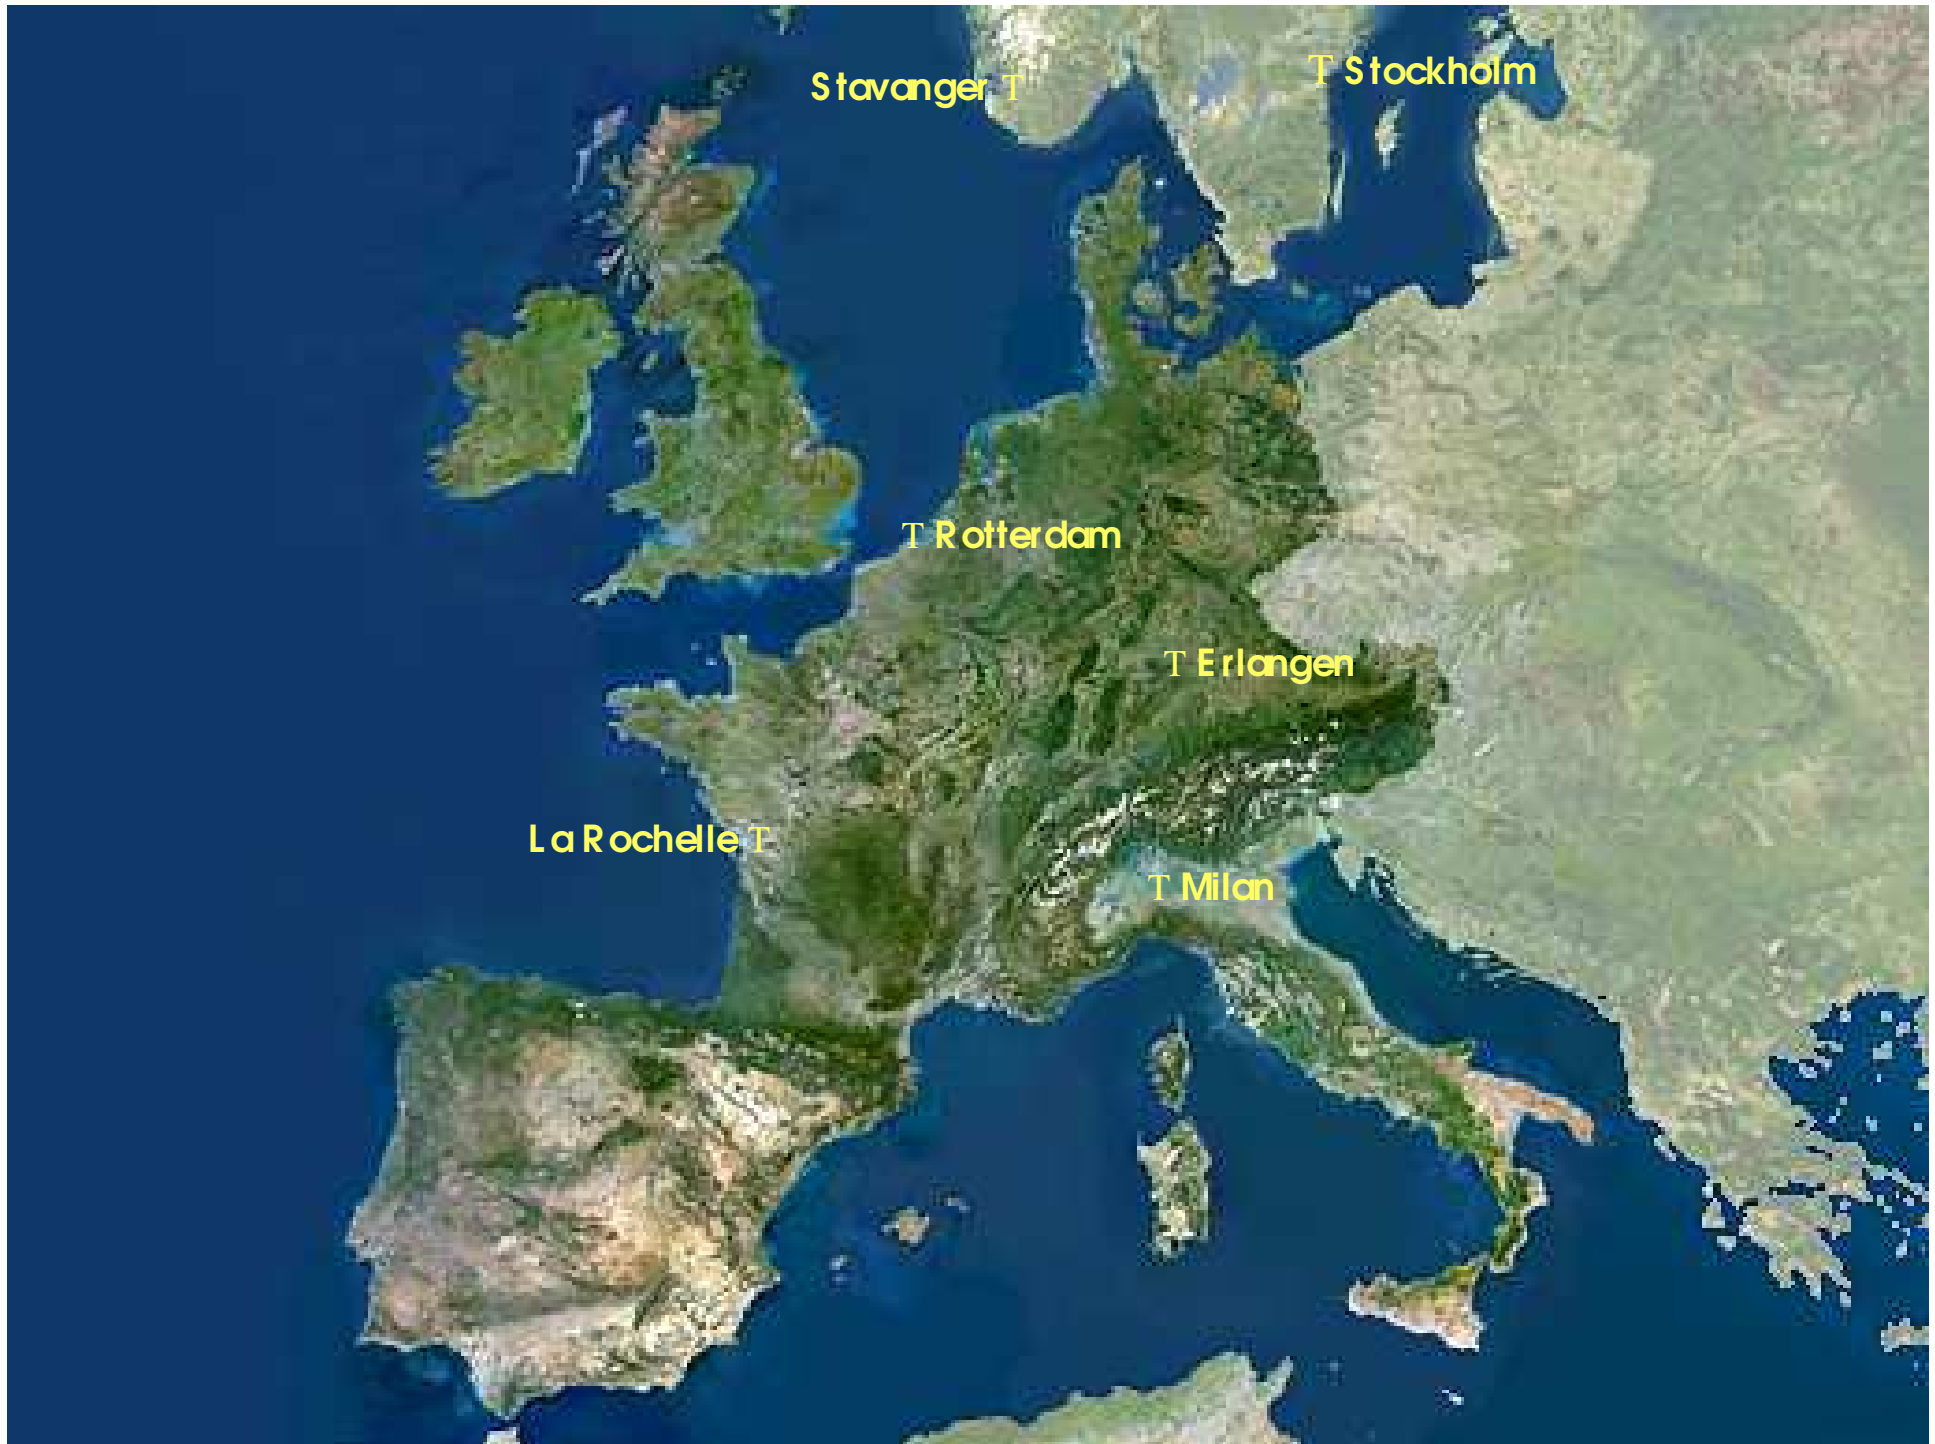 T Stockholm
Stavanger T
T Rotterdam
T Erlangen
La Rochelle T
T Milan